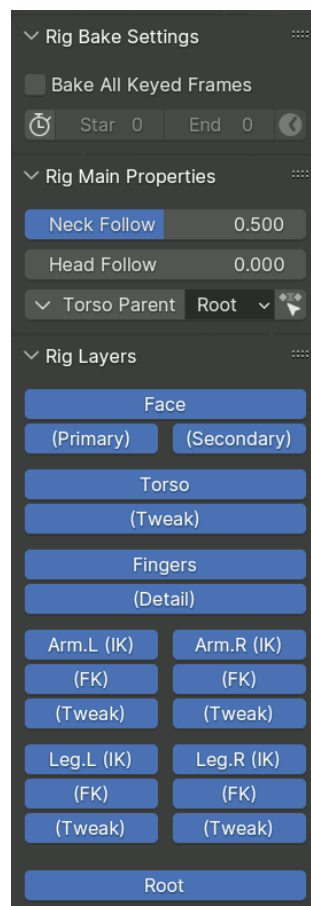 Rig Bake Settings
Bake All Keyed Frames
Star 0 End 0
Rig Main Properties
Neck Follow 0.500
Head Follow 0.000
Torso Parent Root
Rig Layers
Face
(Primary) (Secondary)
Torso
(Tweak)
Fingers
(Detail)
Arm.L (IK) Arm.R (IK)
(FK) (FK)
(Tweak) (Tweak)
Leg.L (IK) Leg.R (IK)
(FK) (FK)
(Tweak) (Tweak)
Root